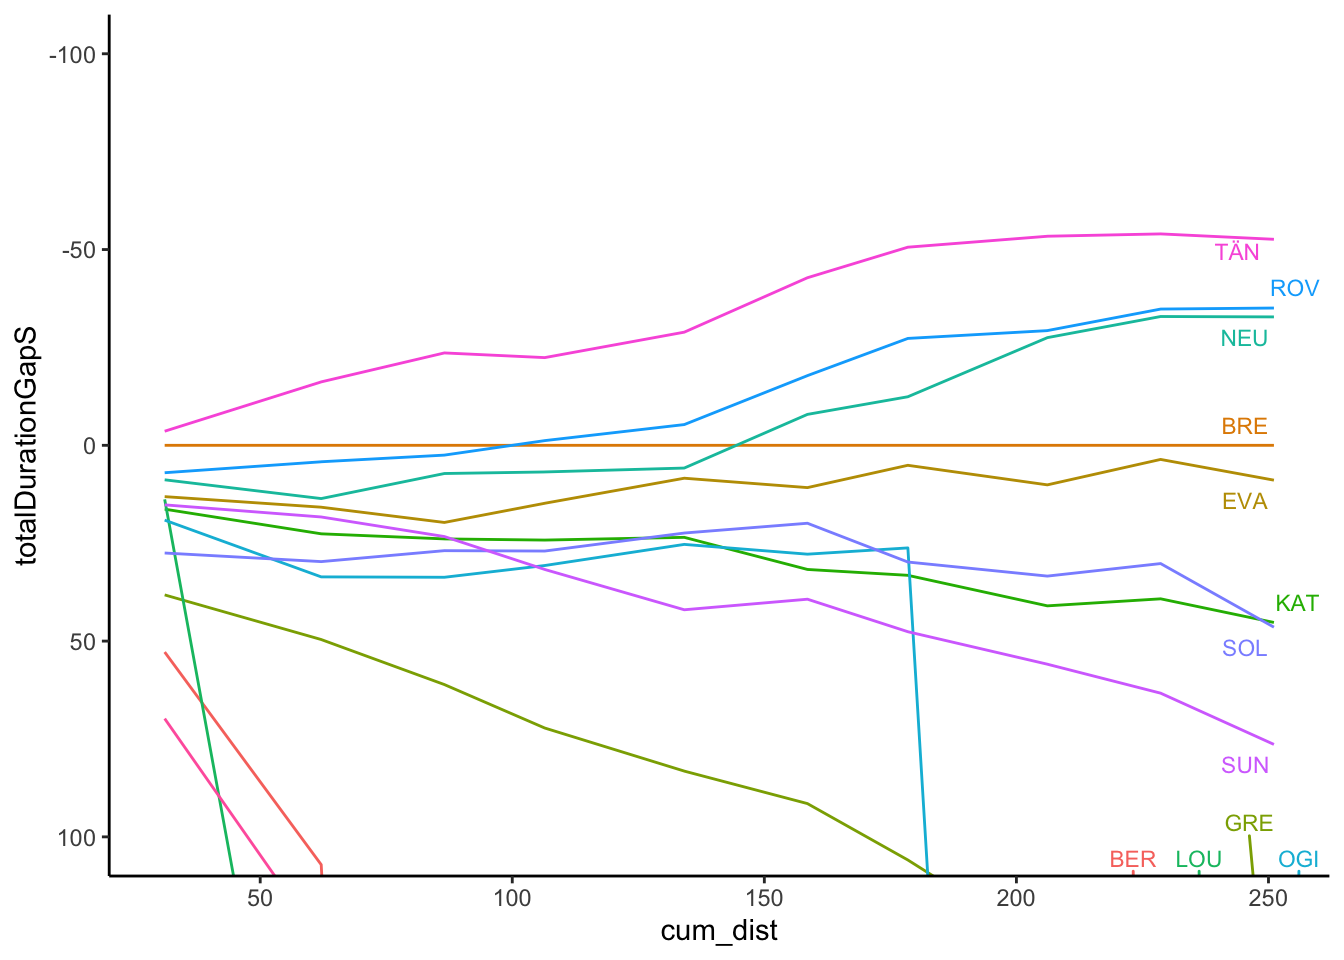 -100
-50
0
50
100
totalDurationGapS
TÄN
ROV
NEU
BRE
EVA
KAT
SOL
SUN
GRE
BER LOU OGI
50 100 150 200 250
cum_dist